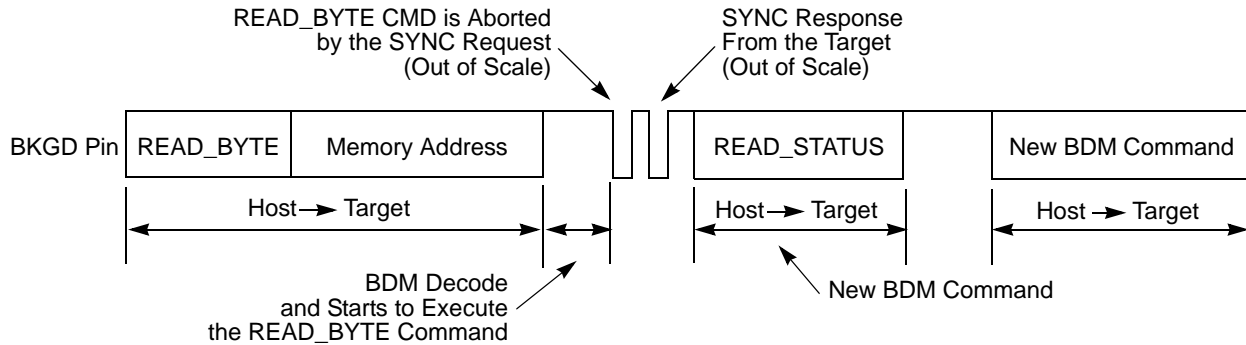 READ_BYTE CMD is Aborted
by the SYNC Request
(Out of Scale)
SYNC Response
From the Target
(Out of Scale)
BKGD Pin
READ_BYTE
Memory Address
READ_STATUS
New BDM Command
Host → Target
Host → Target
Host → Target
BDM Decode
and Starts to Execute
the READ_BYTE Command
New BDM Command